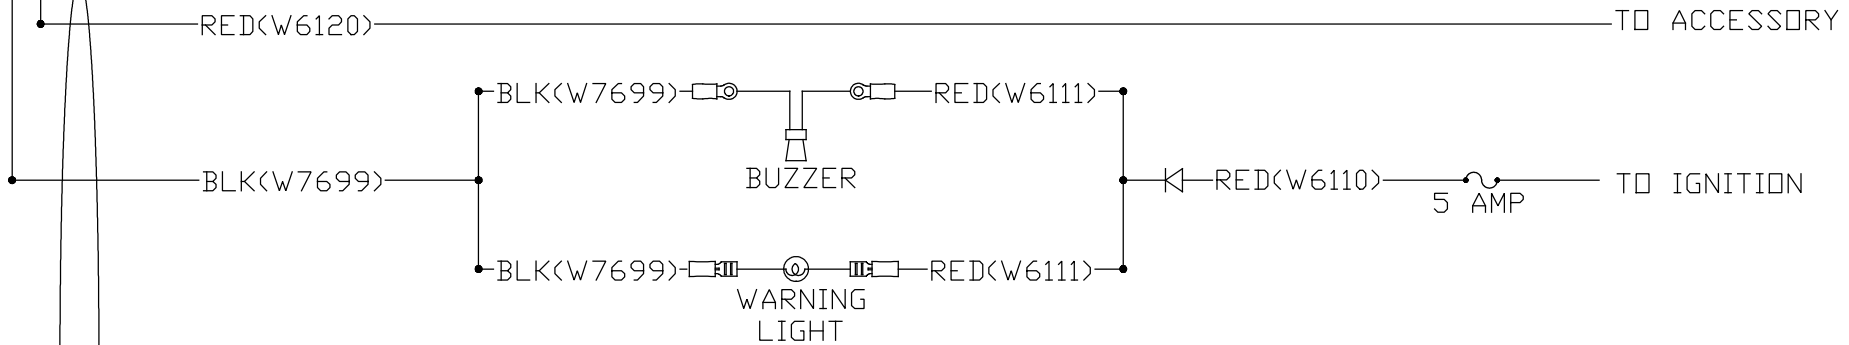 RED(W6120)
TO ACCESSORY
BLK(W7699)
RED(W6111)
BUZZER
BLK(W7699)
RED(W6110)
5 AMP
TO IGNITION
BLK(W7699)
RED(W6111)
WARNING
LIGHT